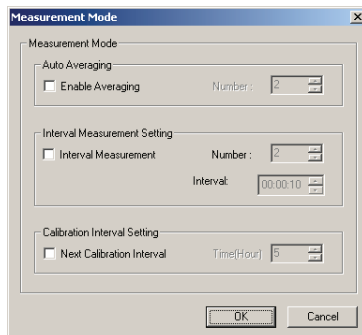 Measurement Mode
Measurement Mode
Auto Averaging
Enable Averaging Number : 2
Interval Measurement Setting
Interval Measurement Number : 2
Interval: 00:00:10
Calibration Interval Setting
Next Calibration Interval Time(Hour) 5
OK Cancel